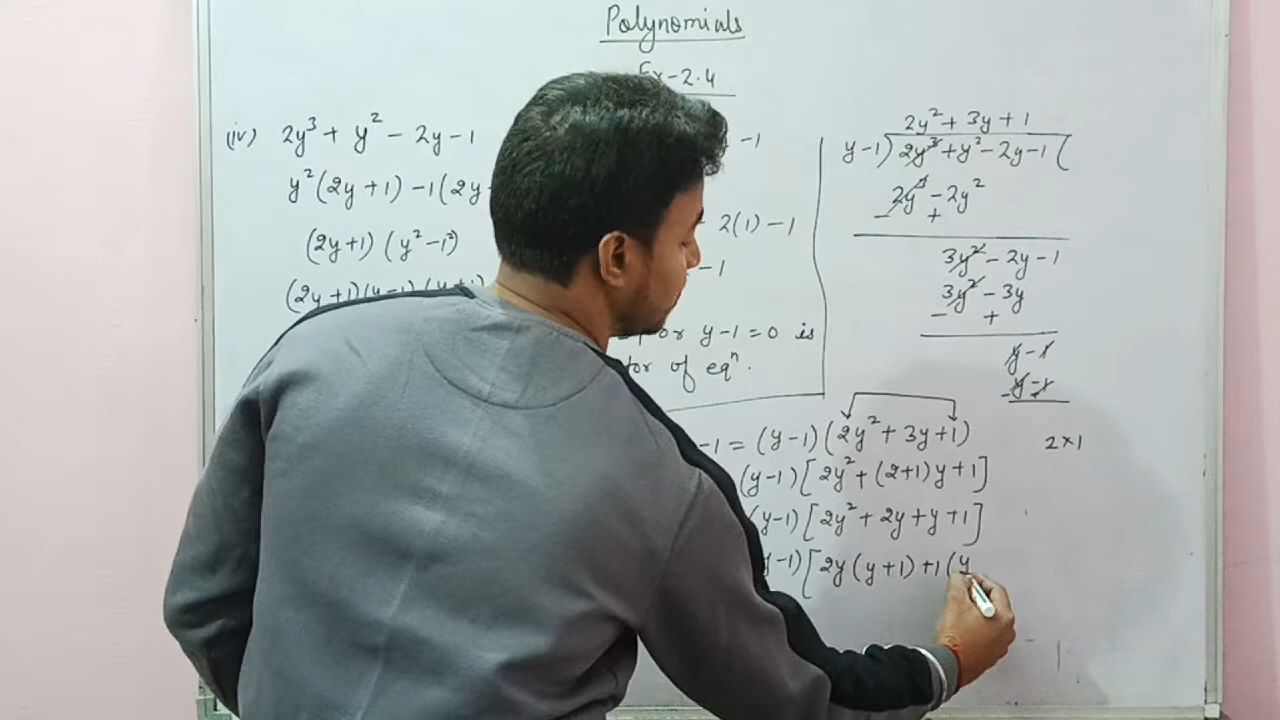 Polynomials
Ex-2.4
(iv) 2y³ + y² - 2y - 1
y²(2y+1) - 1(2y
(2y+1) (y² - 1²)
(2y+1)(y-1)(y+1)
- 1
2(1) - 1
- 1
or y-1=0 is
of eqⁿ.
2y² + 3y + 1
y-1) 2y³ + y² - 2y - 1 (
2y³ - 2y²
- +
3y² - 2y - 1
3y² - 3y
- +
y - 1
y - 1
- +
-1 = (y-1)(2y² + 3y + 1)
2×1
(y-1)[2y² + (2+1)y + 1]
(y-1)[2y² + 2y + y + 1]
y-1)[2y(y+1) + 1(y